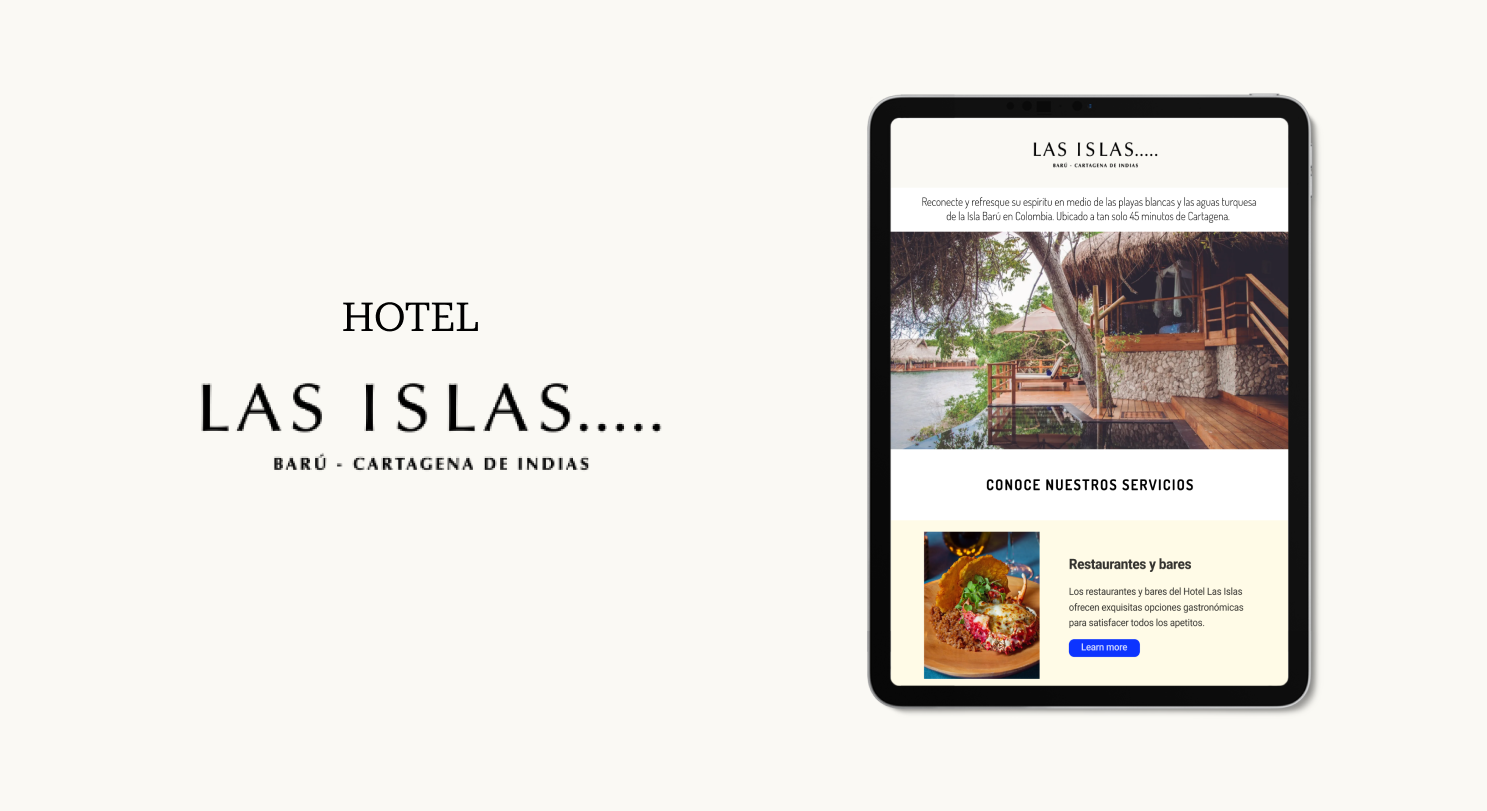 HOTEL
LAS ISLAS.....
BARÚ - CARTAGENA DE INDIAS
LAS ISLAS.....
BARÚ - CARTAGENA DE INDIAS
Reconecte y refresque su espíritu en medio de las playas blancas y las aguas turquesa
de la Isla Barú en Colombia. Ubicado a tan solo 45 minutos de Cartagena.
CONOCE NUESTROS SERVICIOS
Restaurantes y bares
Los restaurantes y bares del Hotel Las Islas
ofrecen exquisitas opciones gastronómicas
para satisfacer todos los apetitos.
Learn more